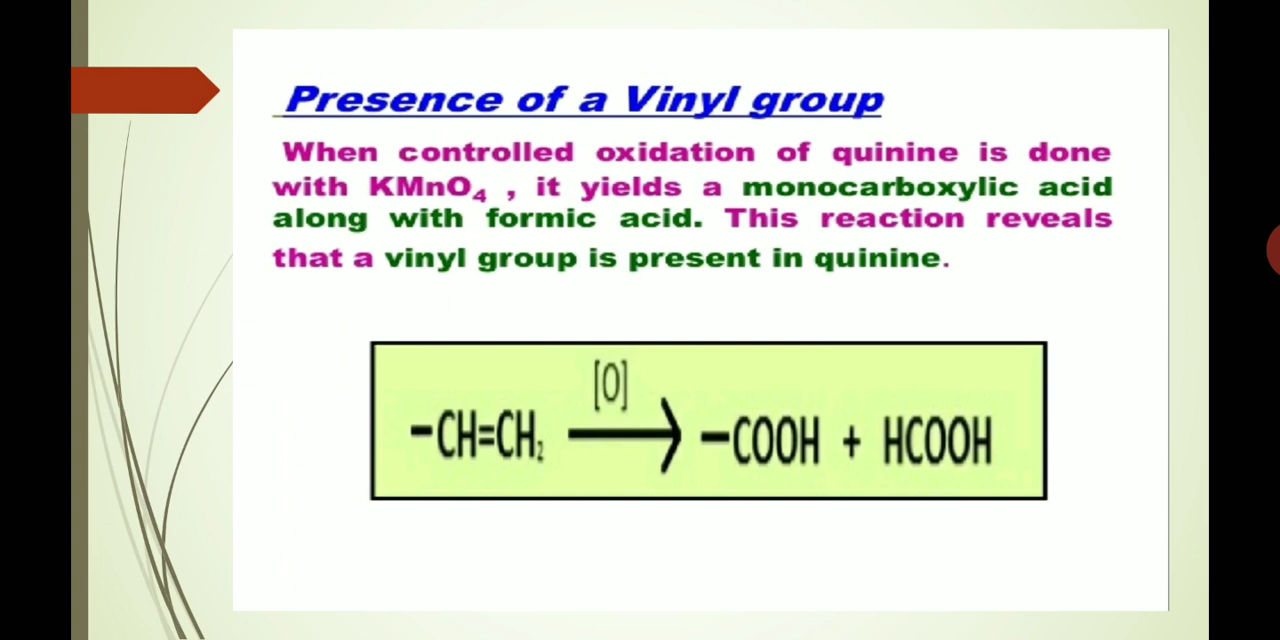 Presence of a Vinyl group
When controlled oxidation of quinine is done
with KMnO₄ , it yields a monocarboxylic acid
along with formic acid. This reaction reveals
that a vinyl group is present in quinine.
[O]
–CH=CH₂ ⟶ –COOH + HCOOH